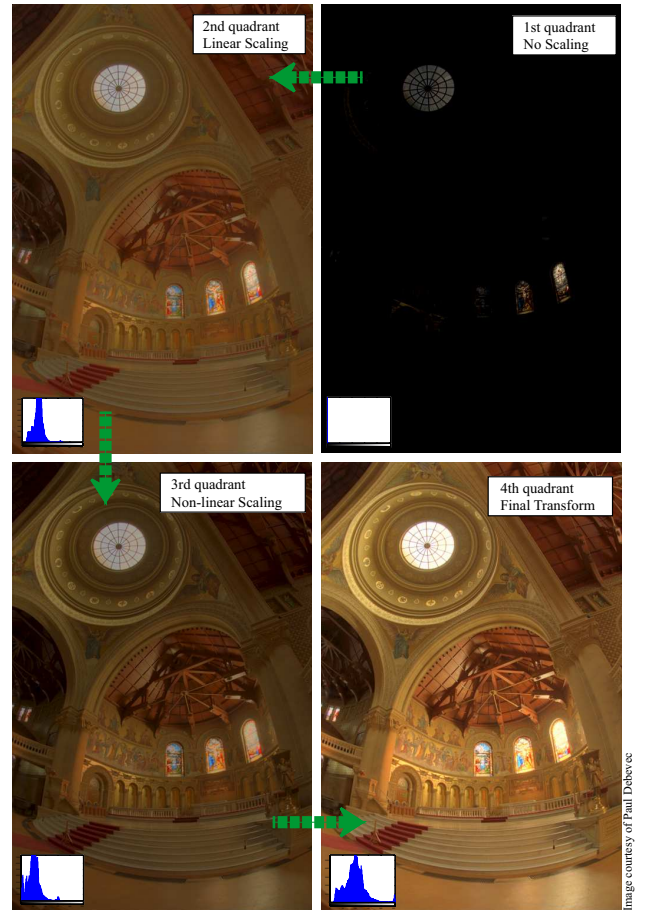 2nd quadrant
Linear Scaling
1st quadrant
No Scaling
3rd quadrant
Non-linear Scaling
4th quadrant
Final Transform
Image courtesy of Paul Debevec